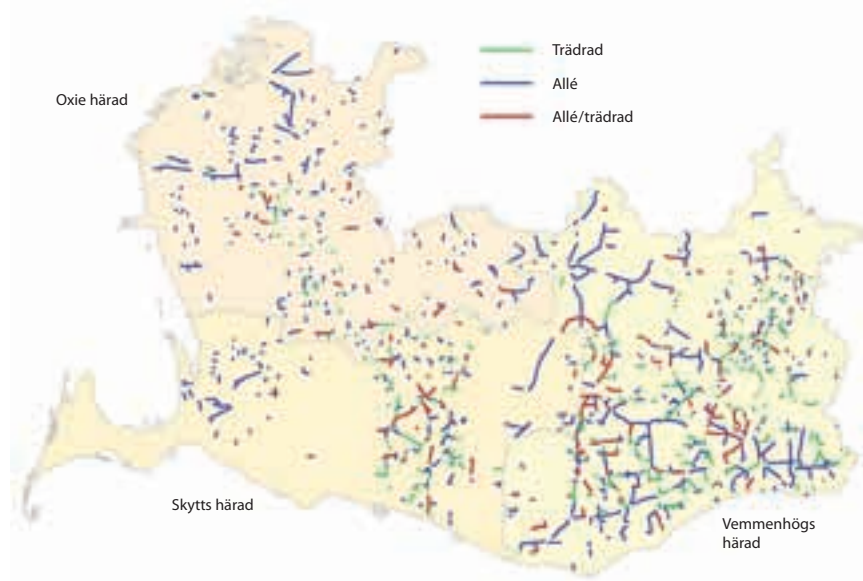 Trädrad
Oxie härad
Allé
Allé/trädrad
Skytts härad
Vemmenhögs
härad